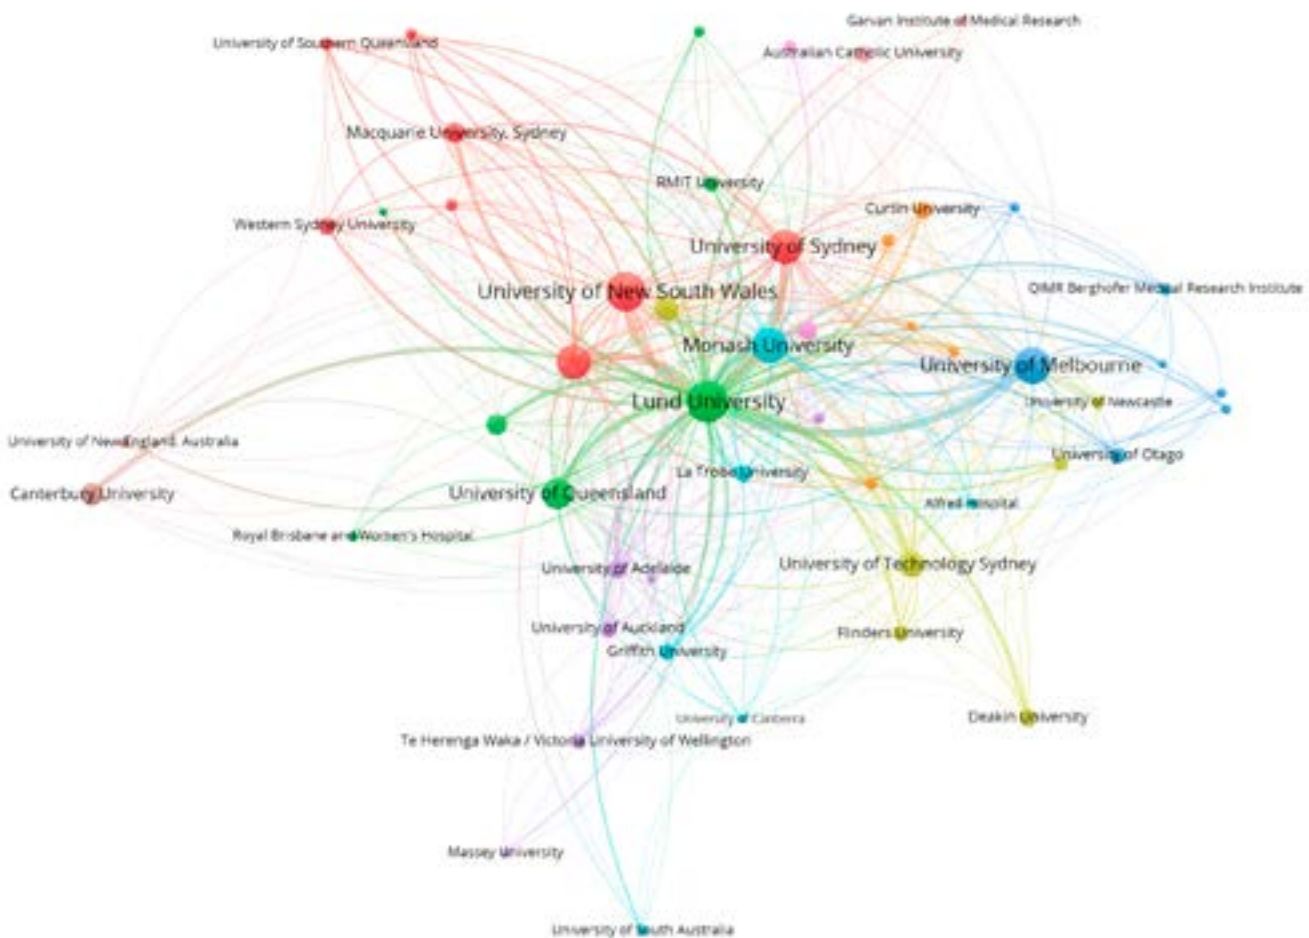 Garvan Institute of Medical Research
University of Southern Queensland
Australian Catholic University
Macquarie University, Sydney
RMIT University
Curtin University
Western Sydney University
University of Sydney
University of New South Wales
QIMR Berghofer Medical Research Institute
Monash University
University of Melbourne
Lund University
University of Newcastle
University of New England, Australia
University of Otago
La Trobe University
Canterbury University
University of Queensland
Alfred Hospital
Royal Brisbane and Women's Hospital
University of Adelaide
University of Technology Sydney
University of Auckland
Flinders University
Griffith University
University of Canberra
Deakin University
Te Herenga Waka / Victoria University of Wellington
Massey University
University of South Australia